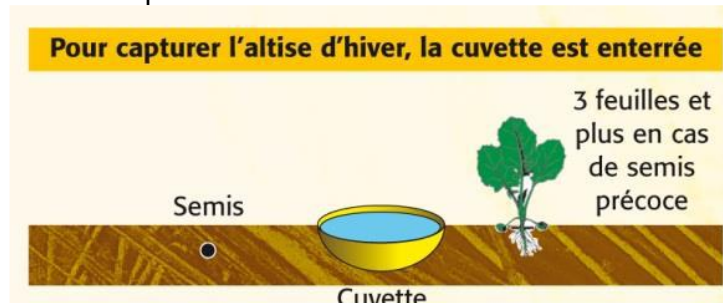 Pour capturer l'altise d'hiver, la cuvette est enterrée
3 feuilles et
plus en cas
de semis
précoce
Semis
Cuvette